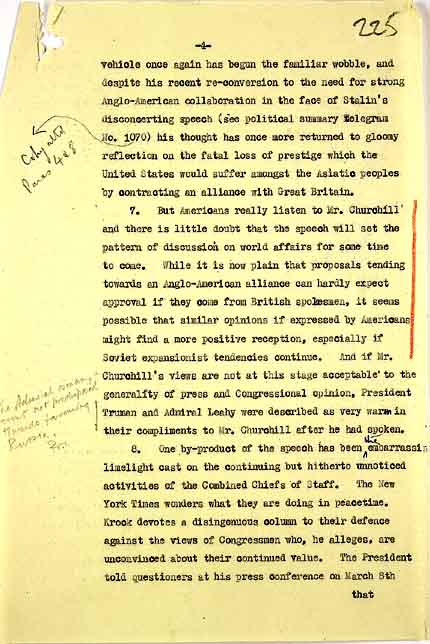 225
-4-
vehicle once again has begun the familiar wobble, and
despite his recent re-conversion to the need for strong
Anglo-American collaboration in the face of Stalin's
disconcerting speech (see political summary telegram
No. 1070) his thought has once more returned to gloomy
reflection on the fatal loss of prestige which the
United States would suffer amongst the Asiatic peoples
by contracting an alliance with Great Britain.
7. But Americans really listen to Mr. Churchill
and there is little doubt that the speech will set the
pattern of discussion on world affairs for some time
to come. While it is now plain that proposals tending
towards an Anglo-American alliance can hardly expect
approval if they come from British spokesmen, it seems
possible that similar opinions if expressed by Americans
might find a more positive reception, especially if
Soviet expansionist tendencies continue. And if Mr.
Churchill's views are not at this stage acceptable to the
generality of press and Congressional opinion, President
Truman and Admiral Leahy were described as very warm in
their compliments to Mr. Churchill after he had spoken.
8. One by-product of the speech has been the embarrassin
limelight cast on the continuing but hitherto unnoticed
activities of the Combined Chiefs of Staff. The New
York Times wonders what they are doing in peacetime.
Krock devotes a disingenuous column to their defence
against the views of Congressmen who, he alleges, are
unconvinced about their continued value. The President
told questioners at his press conference on March 8th
that
Paras 4 & 8
Admiral
not
towards favouring
Russia.